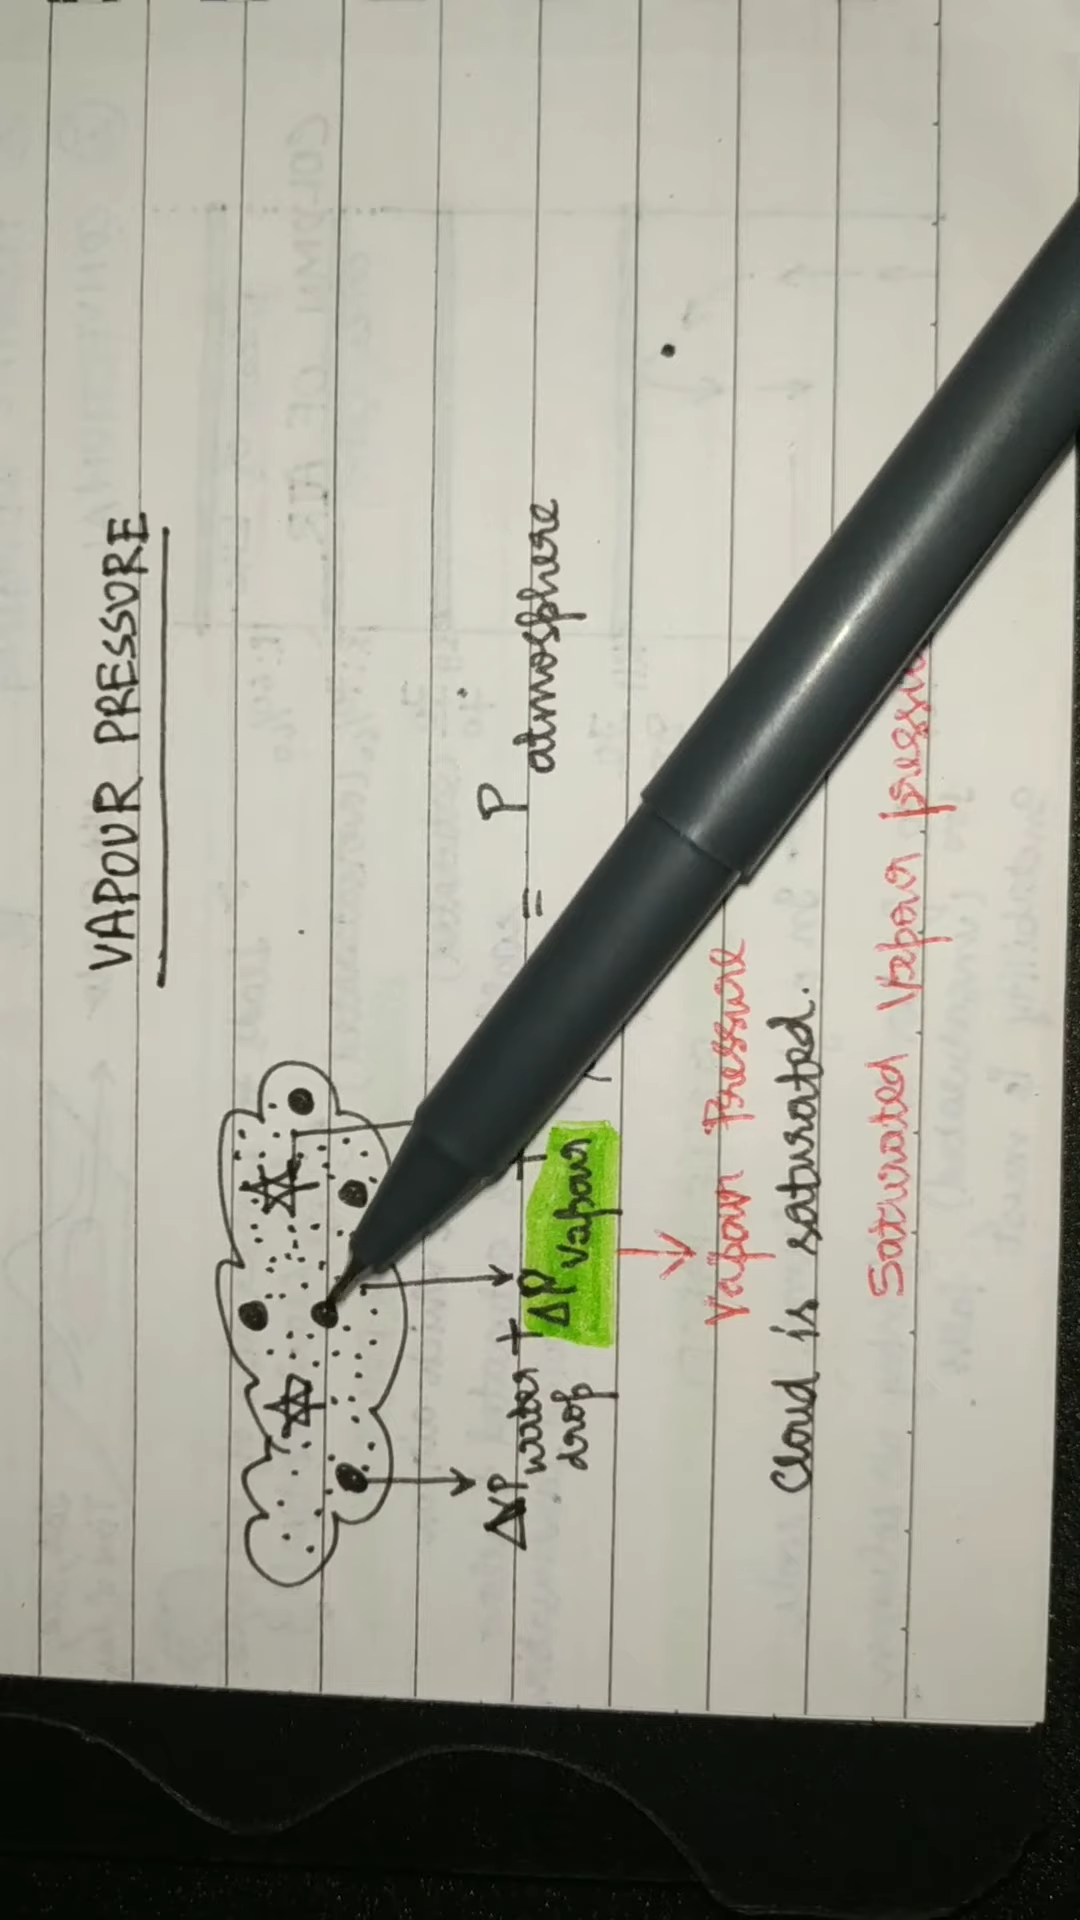 VAPOUR PRESSURE
ΔP water drop + ΔP vapour + = P atmosphere
Vapour Pressure
Cloud is saturated.
Saturated Vapour